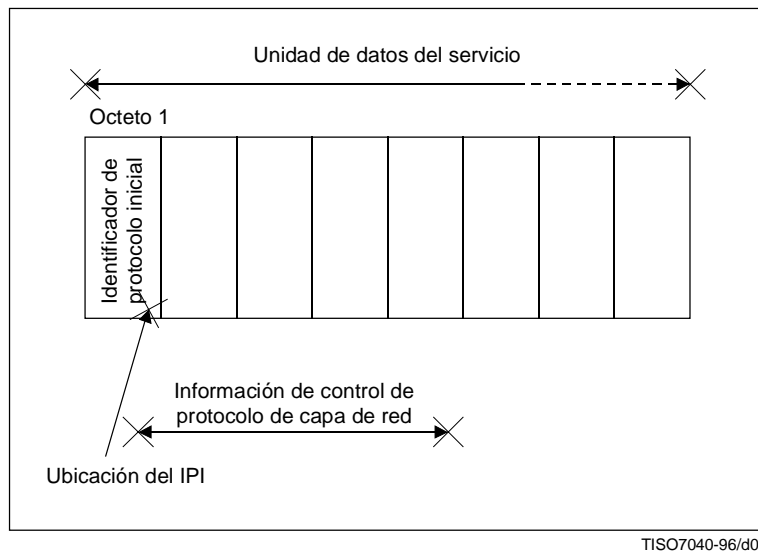 Unidad de datos del servicio
Octeto 1
Identificador de
protocolo inicial
Información de control de
protocolo de capa de red
Ubicación del IPI
TISO7040-96/d0